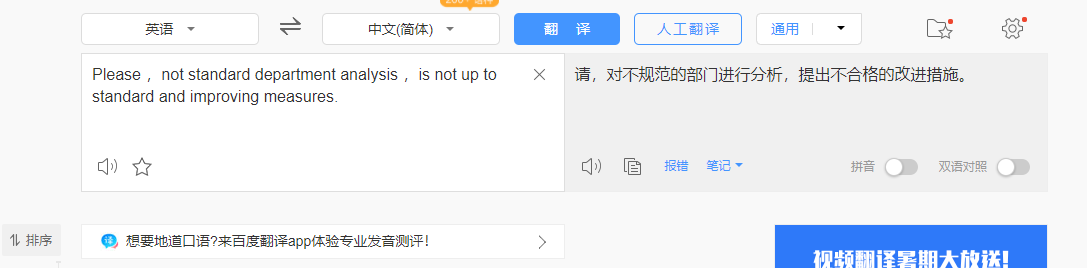 英语
中文(简体)
翻 译
人工翻译
通用
Please ，not standard department analysis ，is not up to
standard and improving measures.
请，对不规范的部门进行分析，提出不合格的改进措施。
报错
笔记
拼音
双语对照
排序
译
想要地道口语?来百度翻译app体验专业发音测评!
视频翻译暑期大放送!